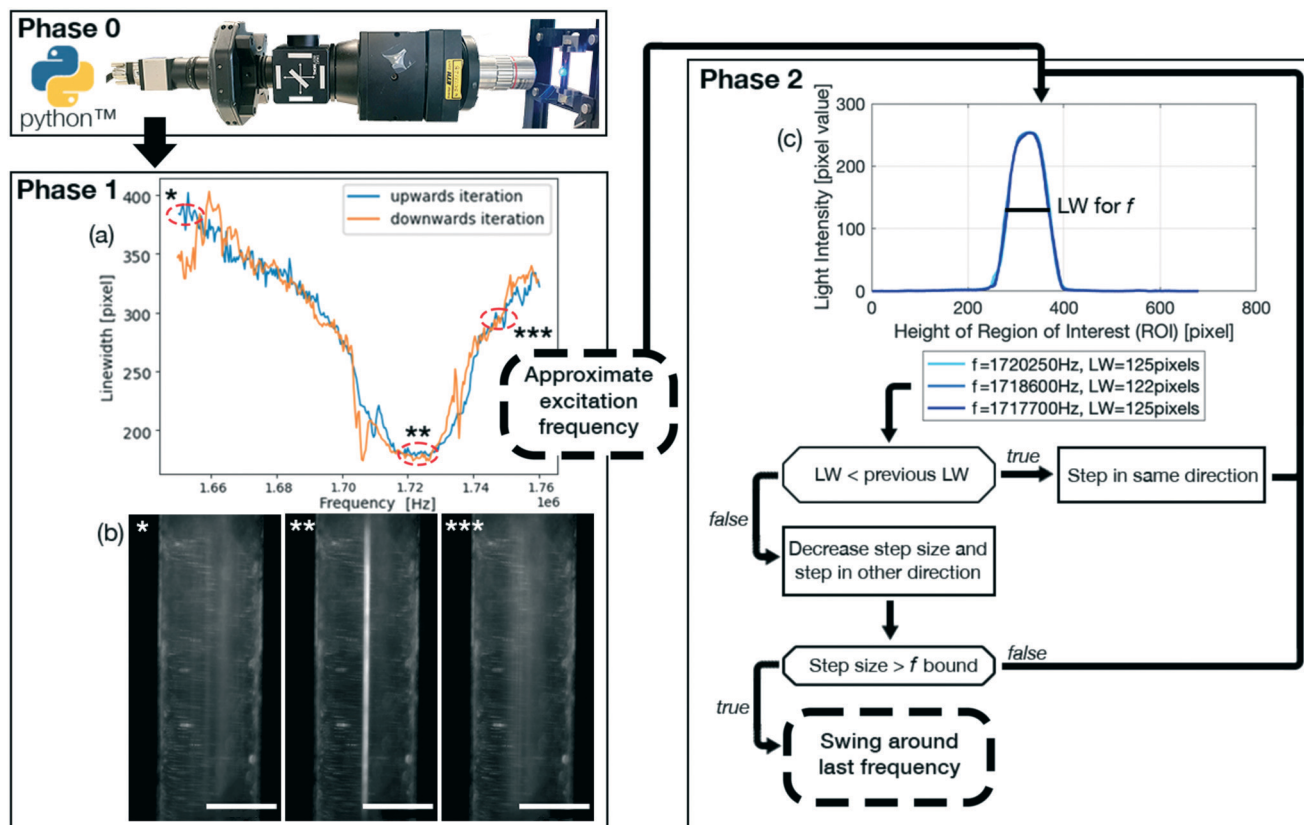 Phase 0
python™
Phase 1
(a)
*
**
***
upwards iteration
downwards iteration
Linewidth [pixel]
400
350
300
250
200
1.66
1.68
1.70
1.72
1.74
1.76
1e6
Frequency [Hz]
Approximate
excitation
frequency
(b)
*
**
***
Phase 2
(c)
Light Intensity [pixel value]
300
200
100
0
0
200
400
600
800
LW for f
Height of Region of Interest (ROI) [pixel]
f=1720250Hz, LW=125pixels
f=1718600Hz, LW=122pixels
f=1717700Hz, LW=125pixels
LW < previous LW
true
Step in same direction
false
Decrease step size and
step in other direction
Step size > f bound
false
true
Swing around
last frequency